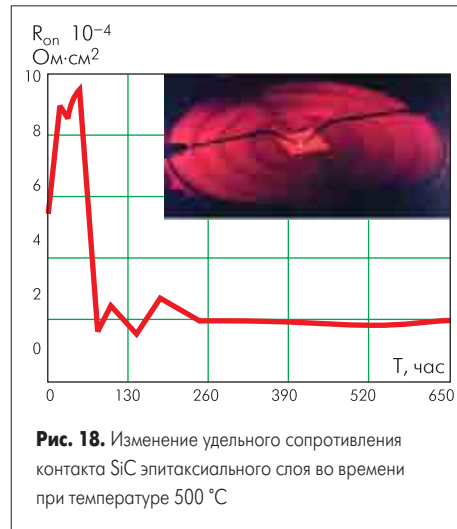 R_on 10⁻⁴
Ом·см²
10
8
6
4
2
0
T, час
0 130 260 390 520 650
Рис. 18. Изменение удельного сопротивления
контакта SiC эпитаксиального слоя во времени
при температуре 500 °C